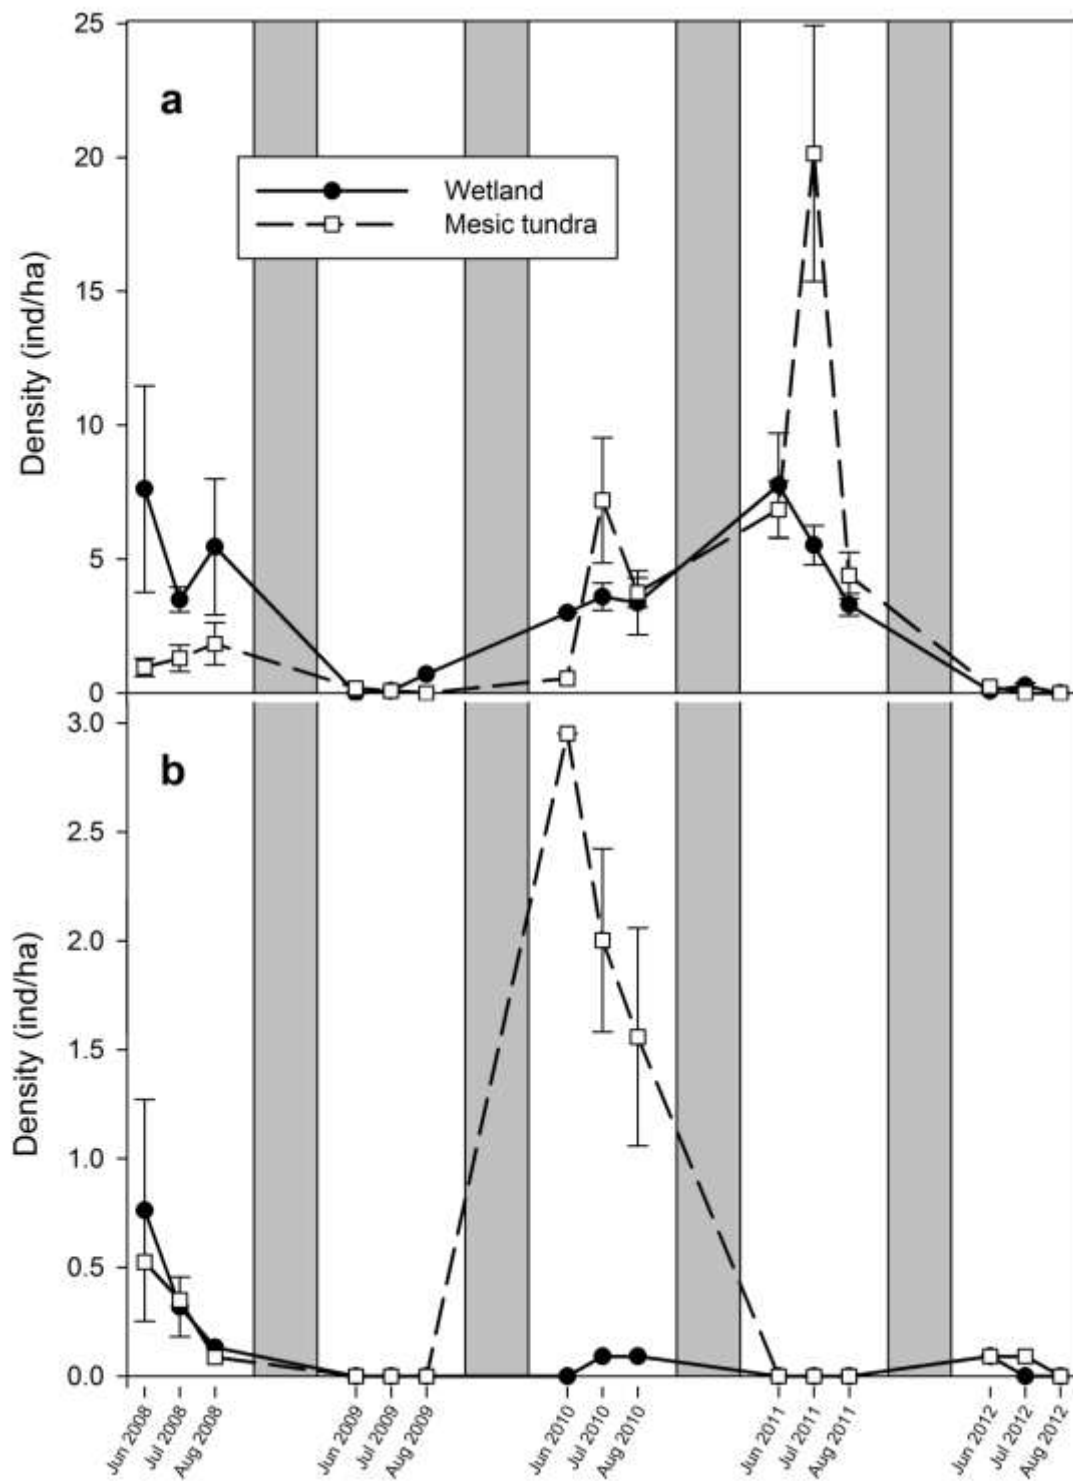 25
a
20
Wetland
Mesic tundra
15
10
5
0
Density (ind/ha)
3.0
b
2.5
2.0
1.5
1.0
0.5
0.0
Density (ind/ha)
Jun 2008
Jul 2008
Aug 2008
Jun 2009
Jul 2009
Aug 2009
Jun 2010
Jul 2010
Aug 2010
Jun 2011
Jul 2011
Aug 2011
Jun 2012
Jul 2012
Aug 2012